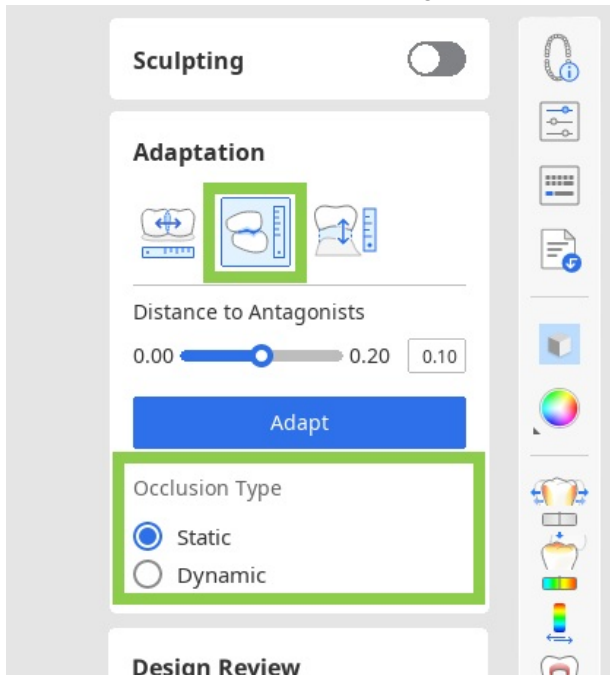 Sculpting
Adaptation
Distance to Antagonists
0.00 0.20 0.10
Adapt
Occlusion Type
Static
Dynamic
Design Review